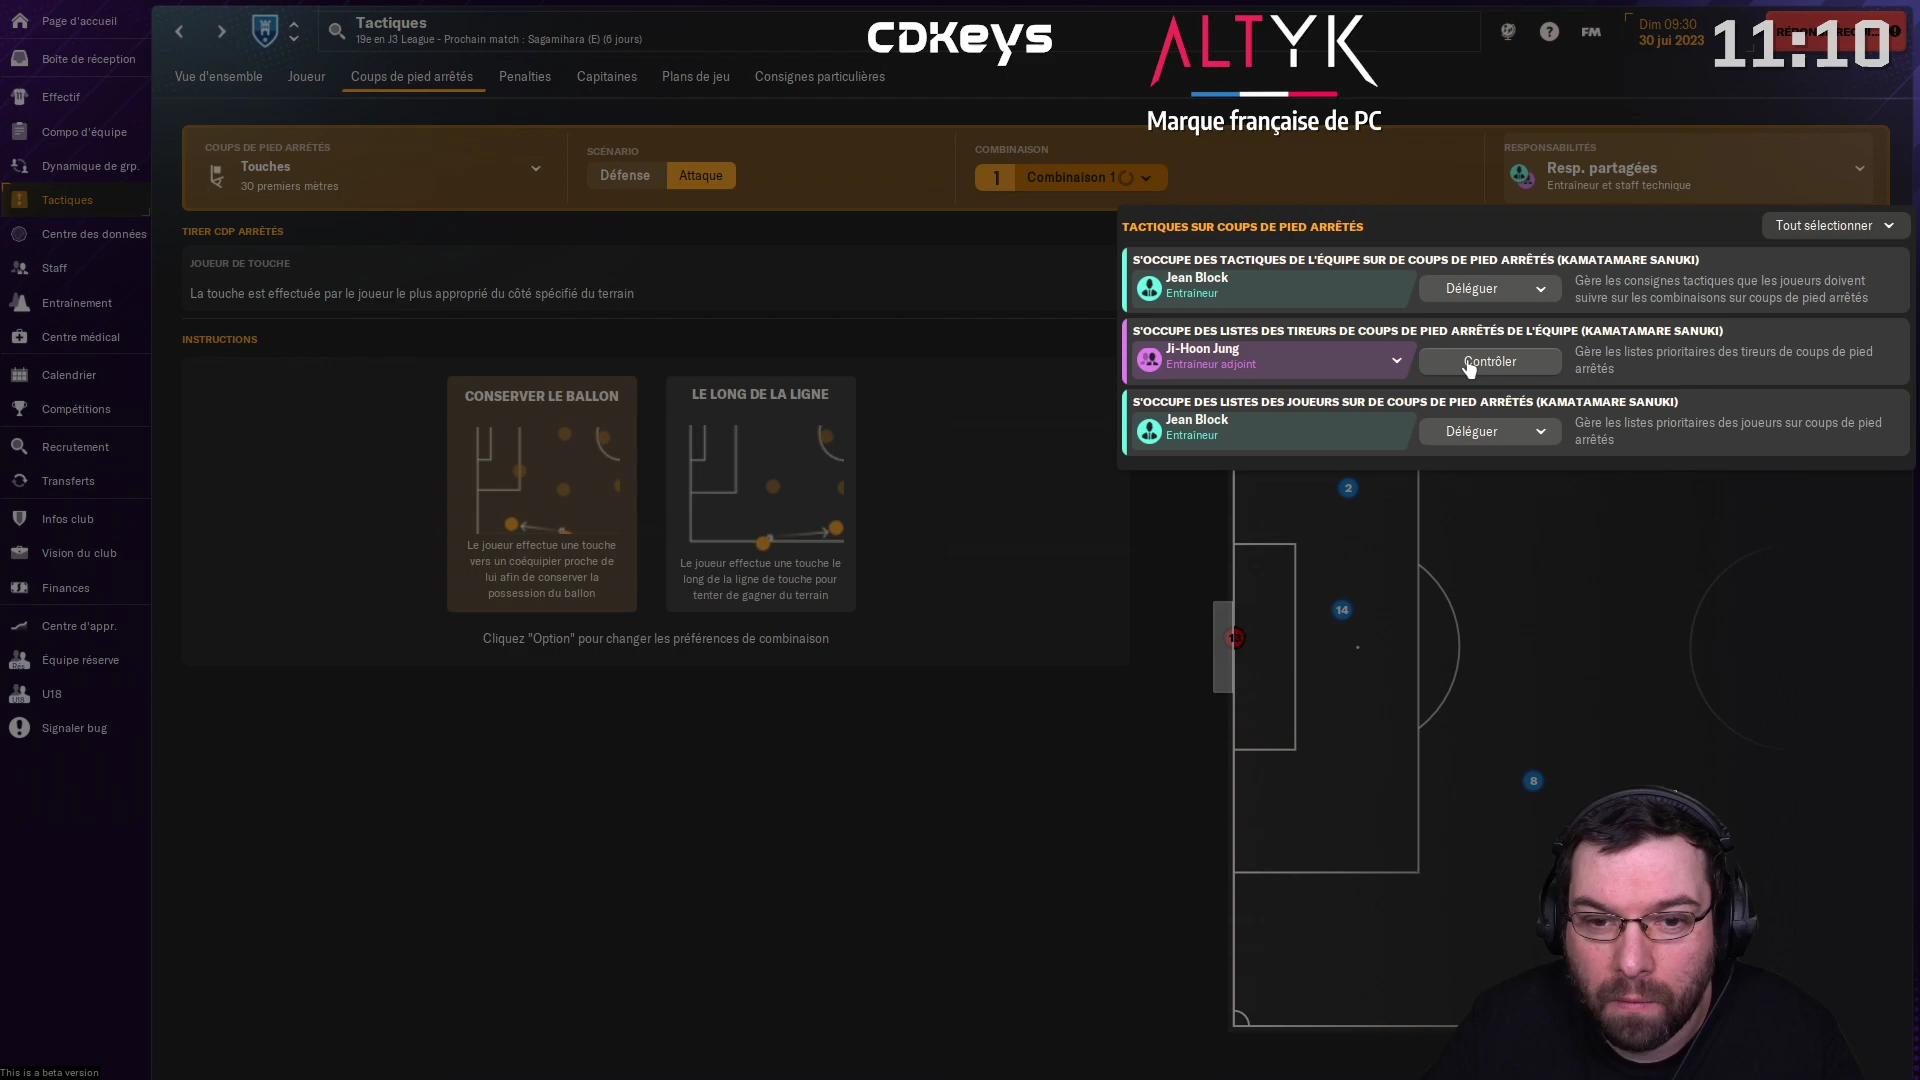 Page d'accueil
Boîte de réception
Effectif
Compo d'équipe
Dynamique de grp.
Tactiques
Centre des données
Staff
Entraînement
Centre médical
Calendrier
Compétitions
Recrutement
Transferts
Infos club
Vision du club
Finances
Centre d'appr.
Équipe réserve
U18
Signaler bug
This is a beta version
Tactiques
19e en J3 League - Prochain match : Sagamihara (E) (6 jours)
CDKeys
ALTYK
Marque française de PC
FM
Dim 09:30
30 jui 2023
11:10
Vue d'ensemble
Joueur
Coups de pied arrêtés
Penalties
Capitaines
Plans de jeu
Consignes particulières
COUPS DE PIED ARRÊTÉS
Touches
30 premiers mètres
SCÉNARIO
Défense
Attaque
COMBINAISON
1
Combinaison 1
RESPONSABILITÉS
Resp. partagées
Entraîneur et staff technique
TIRER CDP ARRÊTÉS
JOUEUR DE TOUCHE
La touche est effectuée par le joueur le plus approprié du côté spécifié du terrain
INSTRUCTIONS
CONSERVER LE BALLON
Le joueur effectue une touche
vers un coéquipier proche de
lui afin de conserver la
possession du ballon
LE LONG DE LA LIGNE
Le joueur effectue une touche le
long de la ligne de touche pour
tenter de gagner du terrain
Cliquez "Option" pour changer les préférences de combinaison
TACTIQUES SUR COUPS DE PIED ARRÊTÉS
Tout sélectionner
S'OCCUPE DES TACTIQUES DE L'ÉQUIPE SUR DE COUPS DE PIED ARRÊTÉS (KAMATAMARE SANUKI)
Jean Block
Entraîneur
Déléguer
Gère les consignes tactiques que les joueurs doivent
suivre sur les combinaisons sur coups de pied arrêtés
S'OCCUPE DES LISTES DES TIREURS DE COUPS DE PIED ARRÊTÉS DE L'ÉQUIPE (KAMATAMARE SANUKI)
Ji-Hoon Jung
Entraîneur adjoint
Contrôler
Gère les listes prioritaires des tireurs de coups de pied
arrêtés
S'OCCUPE DES LISTES DES JOUEURS SUR DE COUPS DE PIED ARRÊTÉS (KAMATAMARE SANUKI)
Jean Block
Entraîneur
Déléguer
Gère les listes prioritaires des joueurs sur coups de pied
arrêtés
2
14
13
8